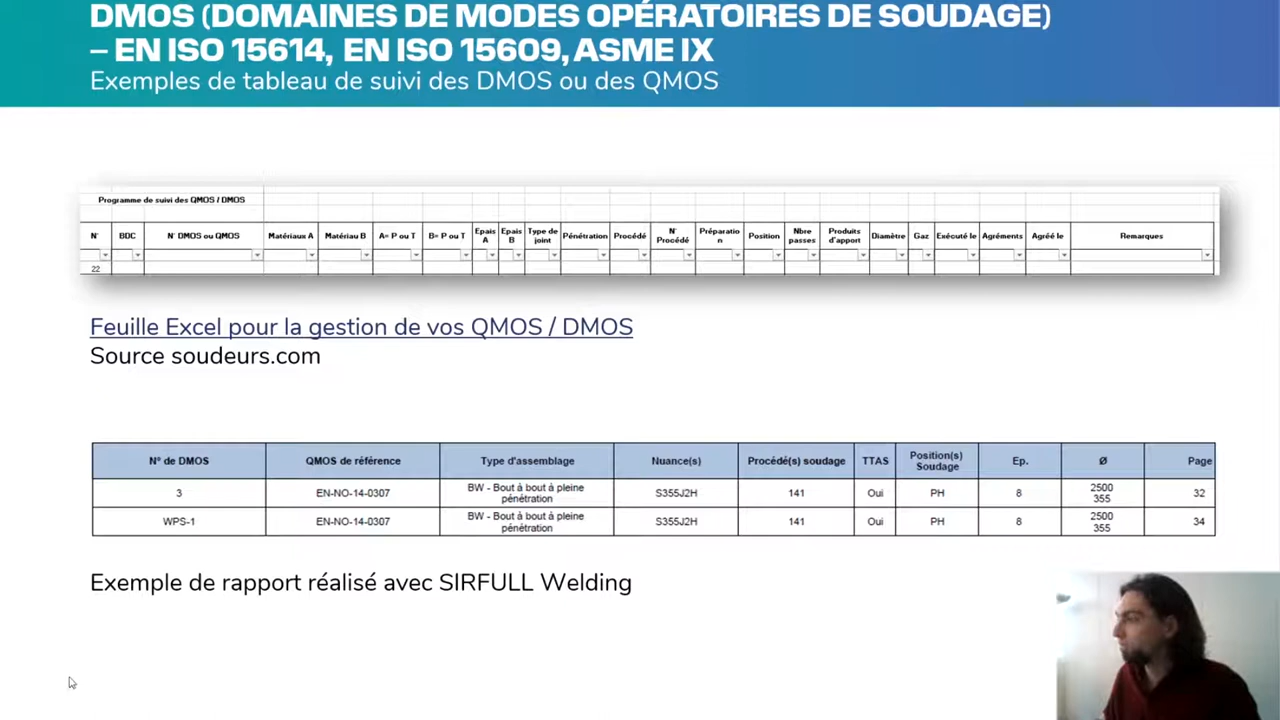 DMOS (DOMAINES DE MODES OPÉRATOIRES DE SOUDAGE)
– EN ISO 15614, EN ISO 15609, ASME IX
Exemples de tableau de suivi des DMOS ou des QMOS
Programme de suivi des QMOS / DMOS
N° BDC N° DMOS ou QMOS Matériaux A Matériau B A= P ou T B= P ou T Epais A Epais B Type de joint Pénétration Procédé N° Procédé Préparation Position Nbre passes Produits d'apport Diamètre Gaz Exécuté le Agréments Agréé le Remarques
22
Feuille Excel pour la gestion de vos QMOS / DMOS
Source soudeurs.com
N° de DMOS QMOS de référence Type d'assemblage Nuance(s) Procédé(s) soudage TTAS Position(s) Soudage Ep. Ø Page
3 EN-NO-14-0307 BW - Bout à bout à pleine pénétration S355J2H 141 Oui PH 8 2500 355 32
WPS-1 EN-NO-14-0307 BW - Bout à bout à pleine pénétration S355J2H 141 Oui PH 8 2500 355 34
Exemple de rapport réalisé avec SIRFULL Welding